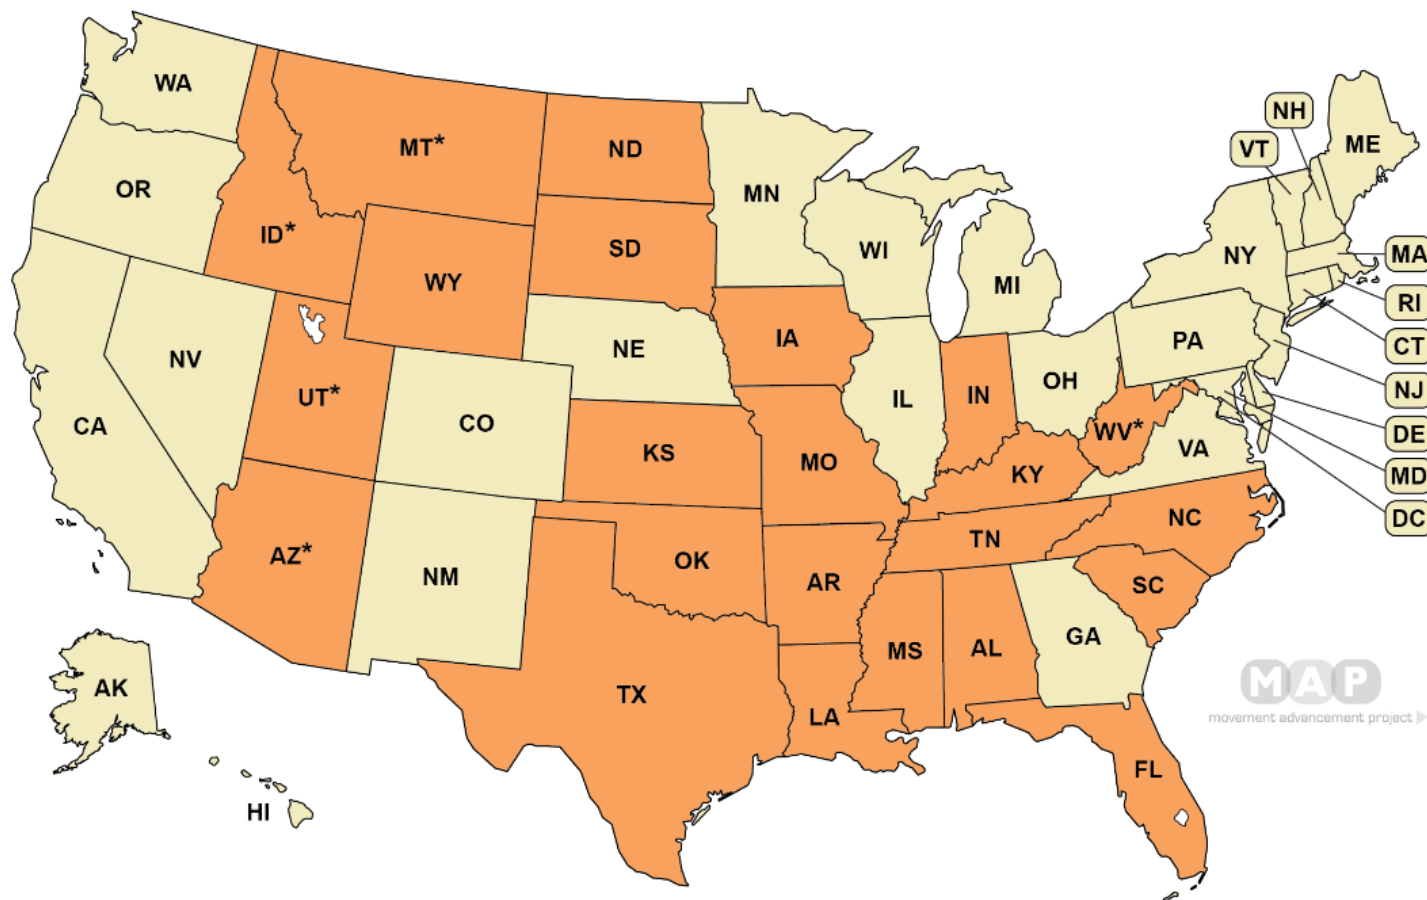 WA
OR
CA
NV
ID*
MT*
WY
UT*
AZ*
CO
NM
ND
SD
NE
KS
OK
TX
MN
IA
MO
AR
LA
WI
IL
MI
IN
OH
KY
TN
MS
AL
GA
FL
SC
NC
VA
WV*
PA
NY
VT
NH
ME
MA
RI
CT
NJ
DE
MD
DC
AK
HI
MAP
movement advancement project